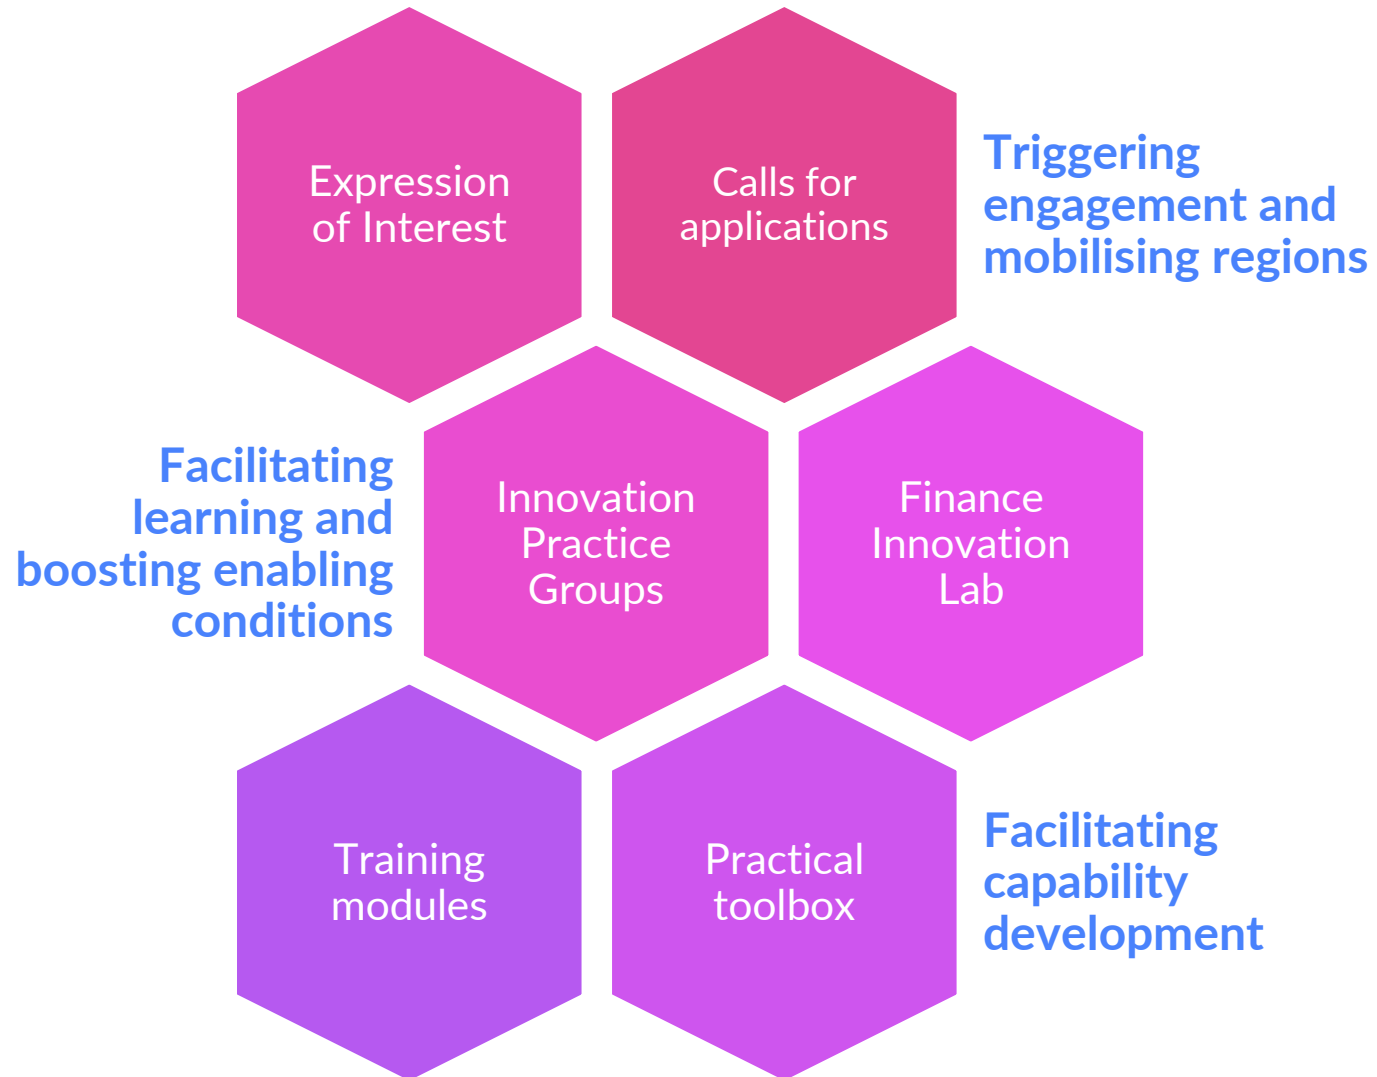 Expression
of Interest
Calls for
applications
Triggering
engagement and
mobilising regions
Facilitating
learning and
boosting enabling
conditions
Innovation
Practice
Groups
Finance
Innovation
Lab
Training
modules
Practical
toolbox
Facilitating
capability
development